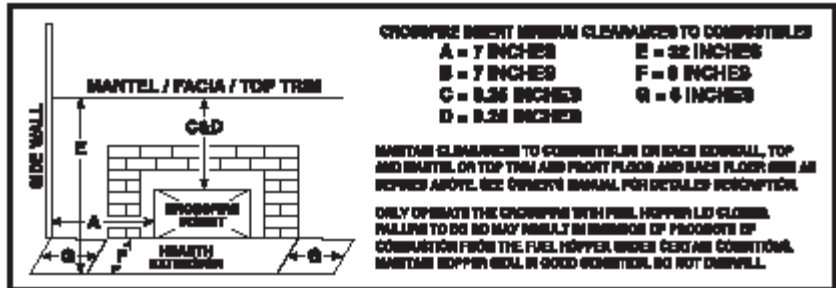 CROSSFIRE INSERT MINIMUM CLEARANCES TO COMBUSTIBLES
A = 7 INCHES
B = 7 INCHES
C = 9.25 INCHES
D = 9.25 INCHES
E = 32 INCHES
F = 6 INCHES
G = 6 INCHES
MANTEL / FACIA / TOP TRIM
SIDE WALL
C&D
E
A
CROSSFIRE
INSERT
HEARTH
EXTENSION
G
F
G
MAINTAIN CLEARANCES TO COMBUSTIBLES ON EACH SIDEWALL, TOP
AND MANTEL OR TOP TRIM AND FRONT FLOOR AND BACK FLOOR SIDE AS
DEFINED ABOVE. SEE OWNER'S MANUAL FOR DETAILED DESCRIPTION.
ONLY OPERATE THE CROSSFIRE WITH FUEL HOPPER LID CLOSED.
FAILURE TO DO SO MAY RESULT IN EMISSION OF PRODUCTS OF
COMBUSTION FROM THE FUEL HOPPER UNDER CERTAIN CONDITIONS.
MAINTAIN HOPPER SEAL IN GOOD CONDITION. DO NOT OVERFILL.